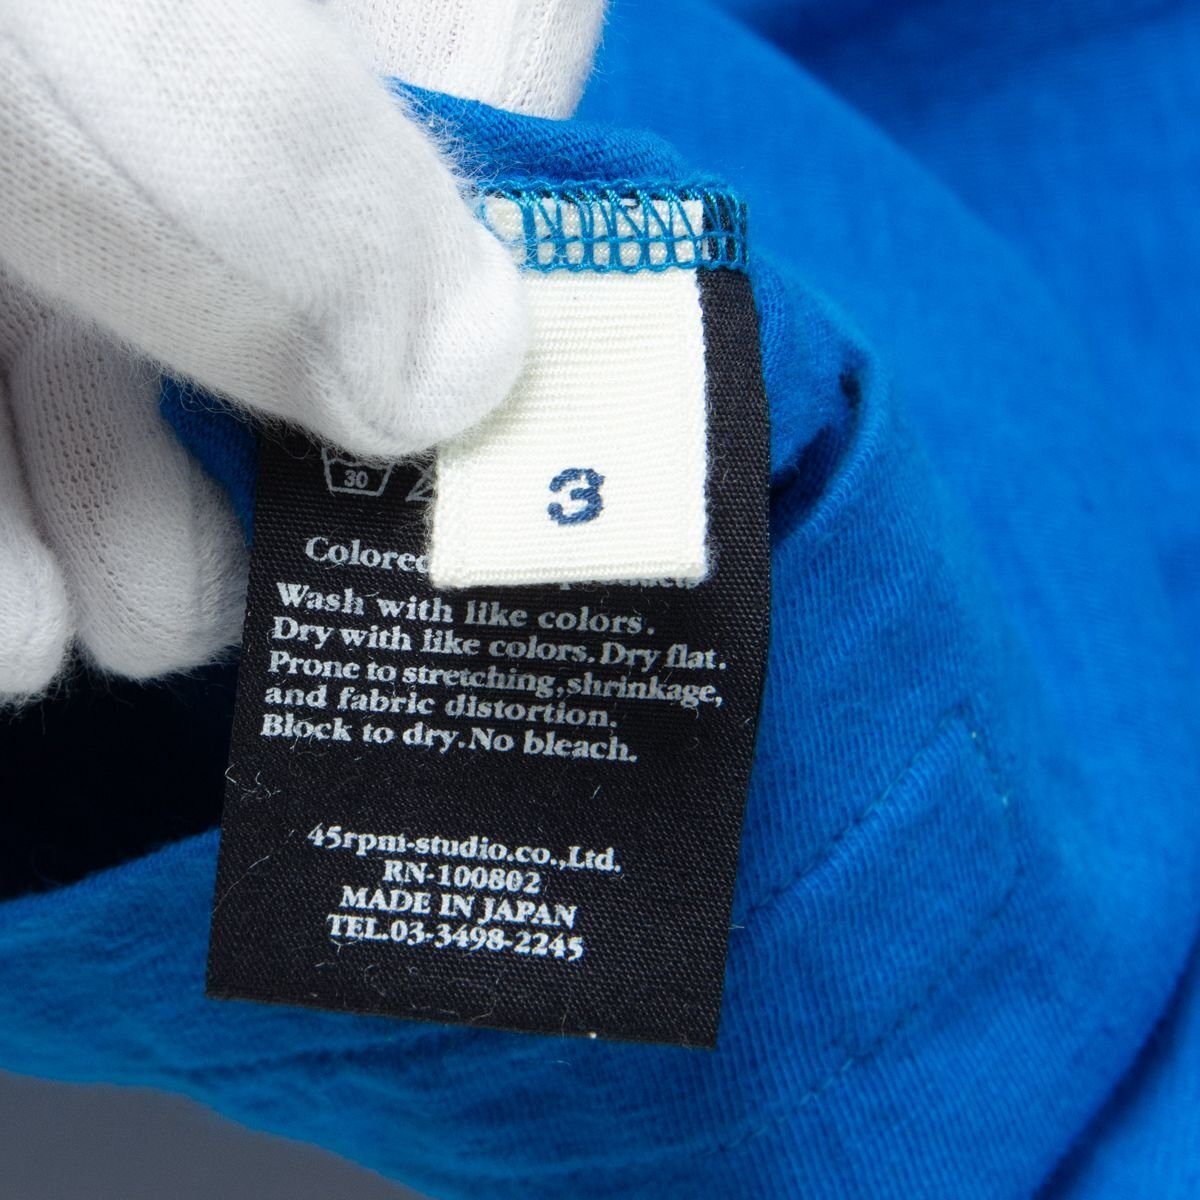 30
3
Colored
Wash with like colors.
Dry with like colors. Dry flat.
Prone to stretching, shrinkage,
and fabric distortion.
Block to dry. No bleach.
45rpm-studio.co.,Ltd.
RN-100802
MADE IN JAPAN
TEL.03-3498-2245